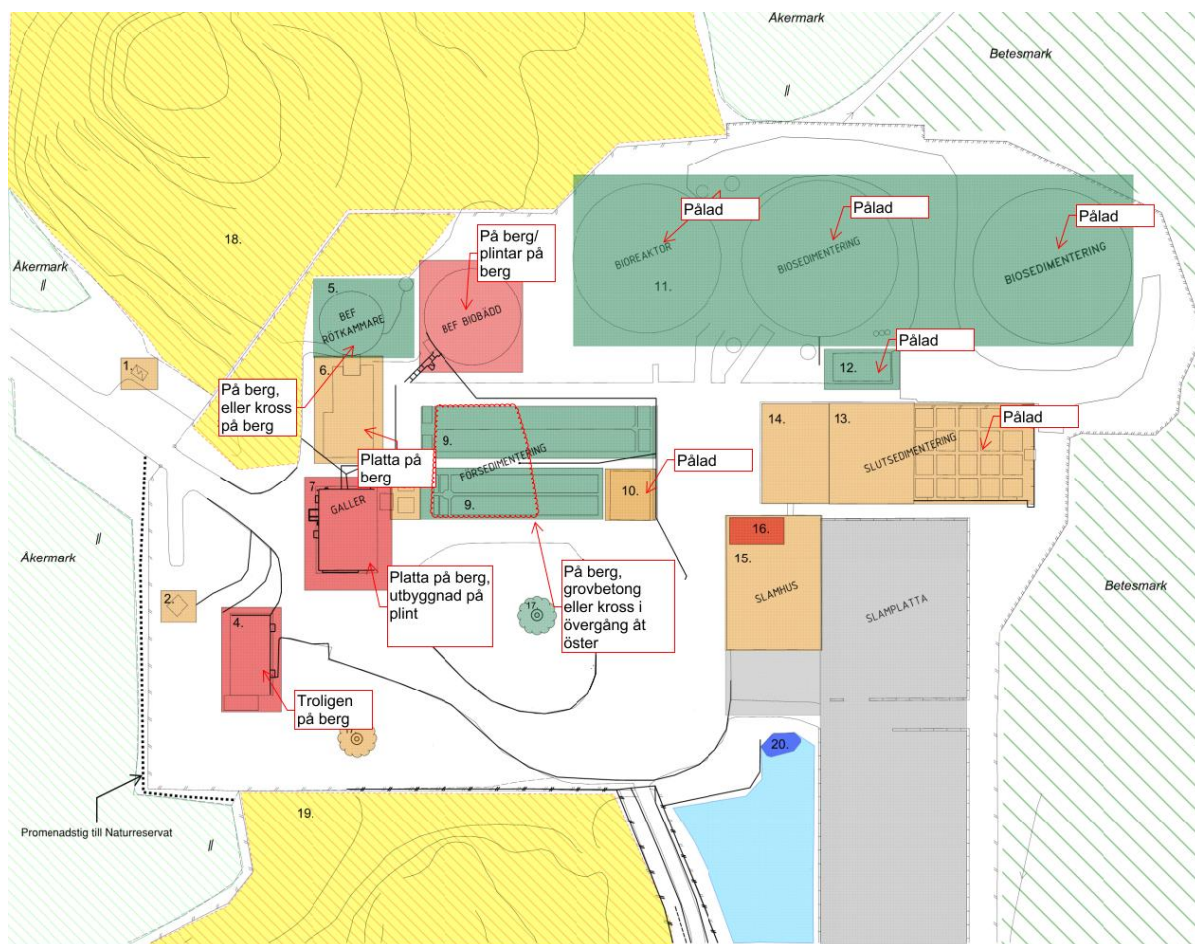 Åkermark
//
Betesmark
18.
Åkermark
//
5.
BEF
RÖTKAMMARE
På berg/
plintar på
berg
BEF BIOBÄDD
Pålad
Pålad
Pålad
BIOREAKTOR
11.
BIOSEDIMENTERING
BIOSEDIMENTERING
Pålad
12.
1.
6.
På berg,
eller kross
på berg
Platta på
berg
9.
FÖRSEDIMENTERING
9.
Pålad
10.
14.
13.
SLUTSEDIMENTERING
Pålad
7
GALLER
Åkermark
//
Platta på berg,
utbyggnad på
plint
På berg,
grovbetong
eller kross i
övergång åt
öster
17
16.
15.
SLAMHUS
SLAMPLATTA
Betesmark
2.
4.
Troligen
på berg
20.
19.
Promenadstig till Naturreservat
//